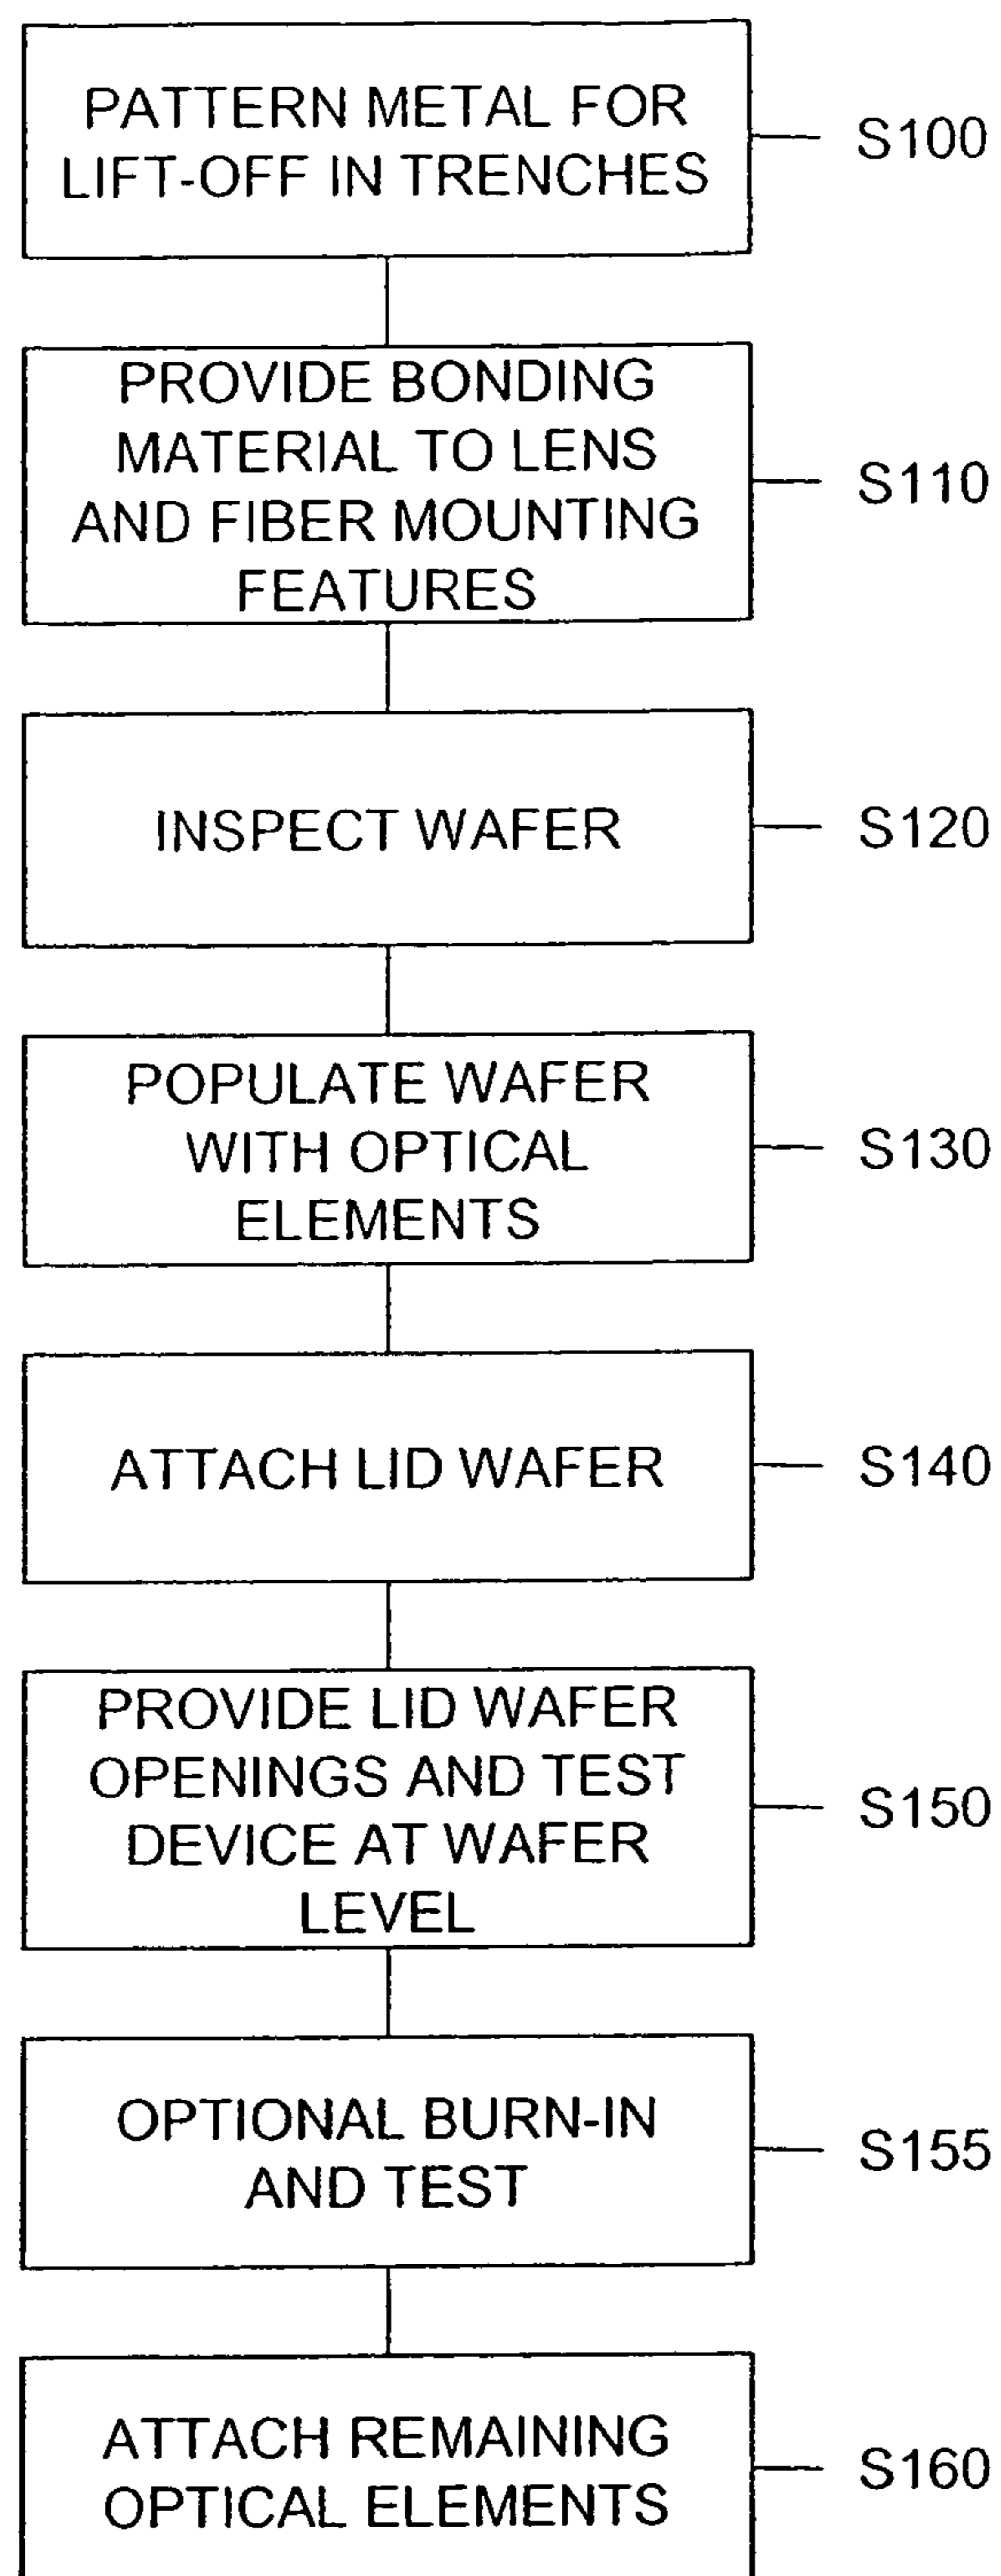 PATTERN METAL FOR
LIFT-OFF IN TRENCHES
S100
PROVIDE BONDING
MATERIAL TO LENS
AND FIBER MOUNTING
FEATURES
S110
INSPECT WAFER
S120
POPULATE WAFER
WITH OPTICAL
ELEMENTS
S130
ATTACH LID WAFER
S140
PROVIDE LID WAFER
OPENINGS AND TEST
DEVICE AT WAFER
LEVEL
S150
OPTIONAL BURN-IN
AND TEST
S155
ATTACH REMAINING
OPTICAL ELEMENTS
S160